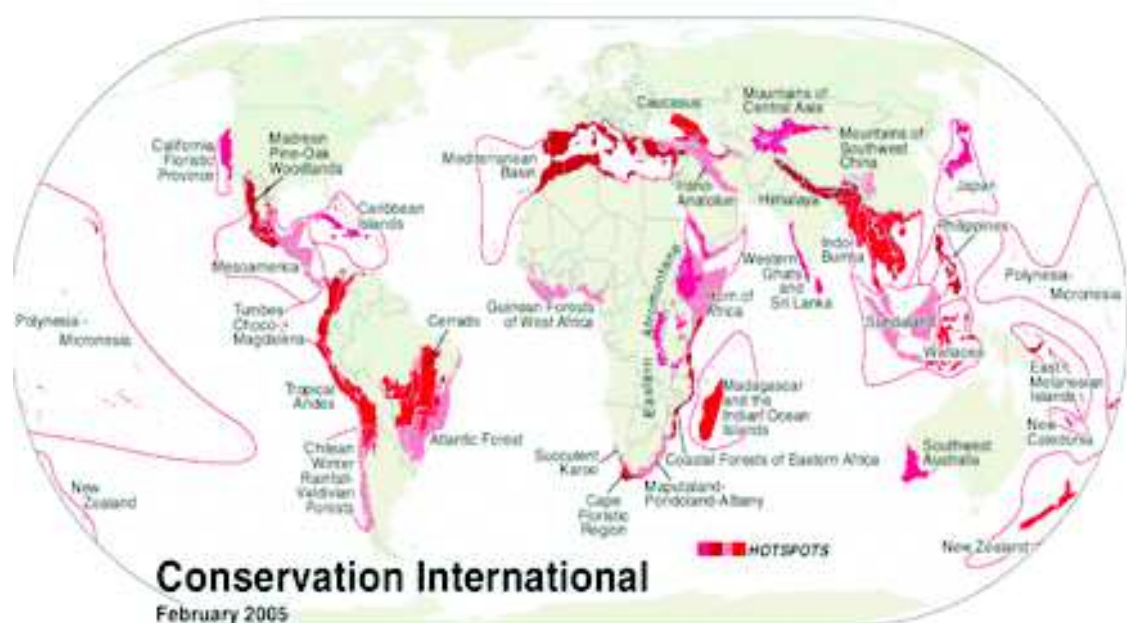 California
Floristic
Province
Madrean
Pine-Oak
Woodlands
Caribbean
Islands
Mesoamerica
Polynesia -
Micronesia
Tumbes-
Choco-
Magdalena
Tropical
Andes
Cerrado
Atlantic Forest
Chilean
Winter
Rainfall-
Valdivian
Forests
New
Zealand
Mediterranean
Basin
Caucasus
Irano-
Anatolian
Mountains of
Central Asia
Mountains of
Southwest
China
Himalaya
Japan
Indo-
Burma
Philippines
Western
Ghats
and
Sri Lanka
Guinean Forests
of West Africa
Eastern Afromontane
Horn of
Africa
Sundaland
Wallacea
Polynesia-
Micronesia
East
Melanesian
Islands
New
Caledonia
Madagascar
and the
Indian Ocean
Islands
Coastal Forests of Eastern Africa
Maputaland-
Pondoland-Albany
Succulent
Karoo
Cape
Floristic
Region
Southwest
Australia
New Zealand
HOTSPOTS
Conservation International
February 2005